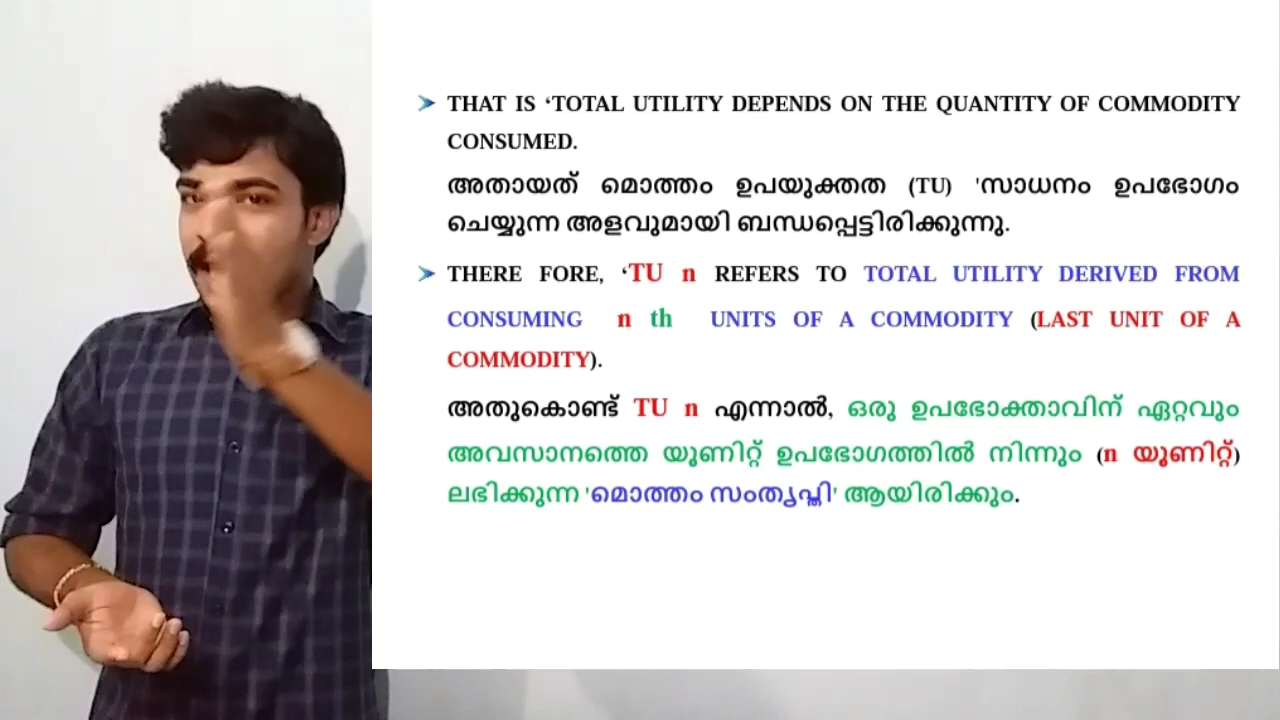 THAT IS ‘TOTAL UTILITY DEPENDS ON THE QUANTITY OF COMMODITY
CONSUMED.
അതായത് മൊത്തം ഉപയുക്തത (TU) 'സാധനം ഉപഭോഗം
ചെയ്യുന്ന അളവുമായി ബന്ധപ്പെട്ടിരിക്കുന്നു.
THERE FORE, ‘TU n REFERS TO TOTAL UTILITY DERIVED FROM
CONSUMING n th UNITS OF A COMMODITY (LAST UNIT OF A
COMMODITY).
അതുകൊണ്ട് TU n എന്നാൽ, ഒരു ഉപഭോക്താവിന് ഏറ്റവും
അവസാനത്തെ യൂണിറ്റ് ഉപഭോഗത്തിൽ നിന്നും (n യൂണിറ്റ്)
ലഭിക്കുന്ന 'മൊത്തം സംതൃപ്തി' ആയിരിക്കും.